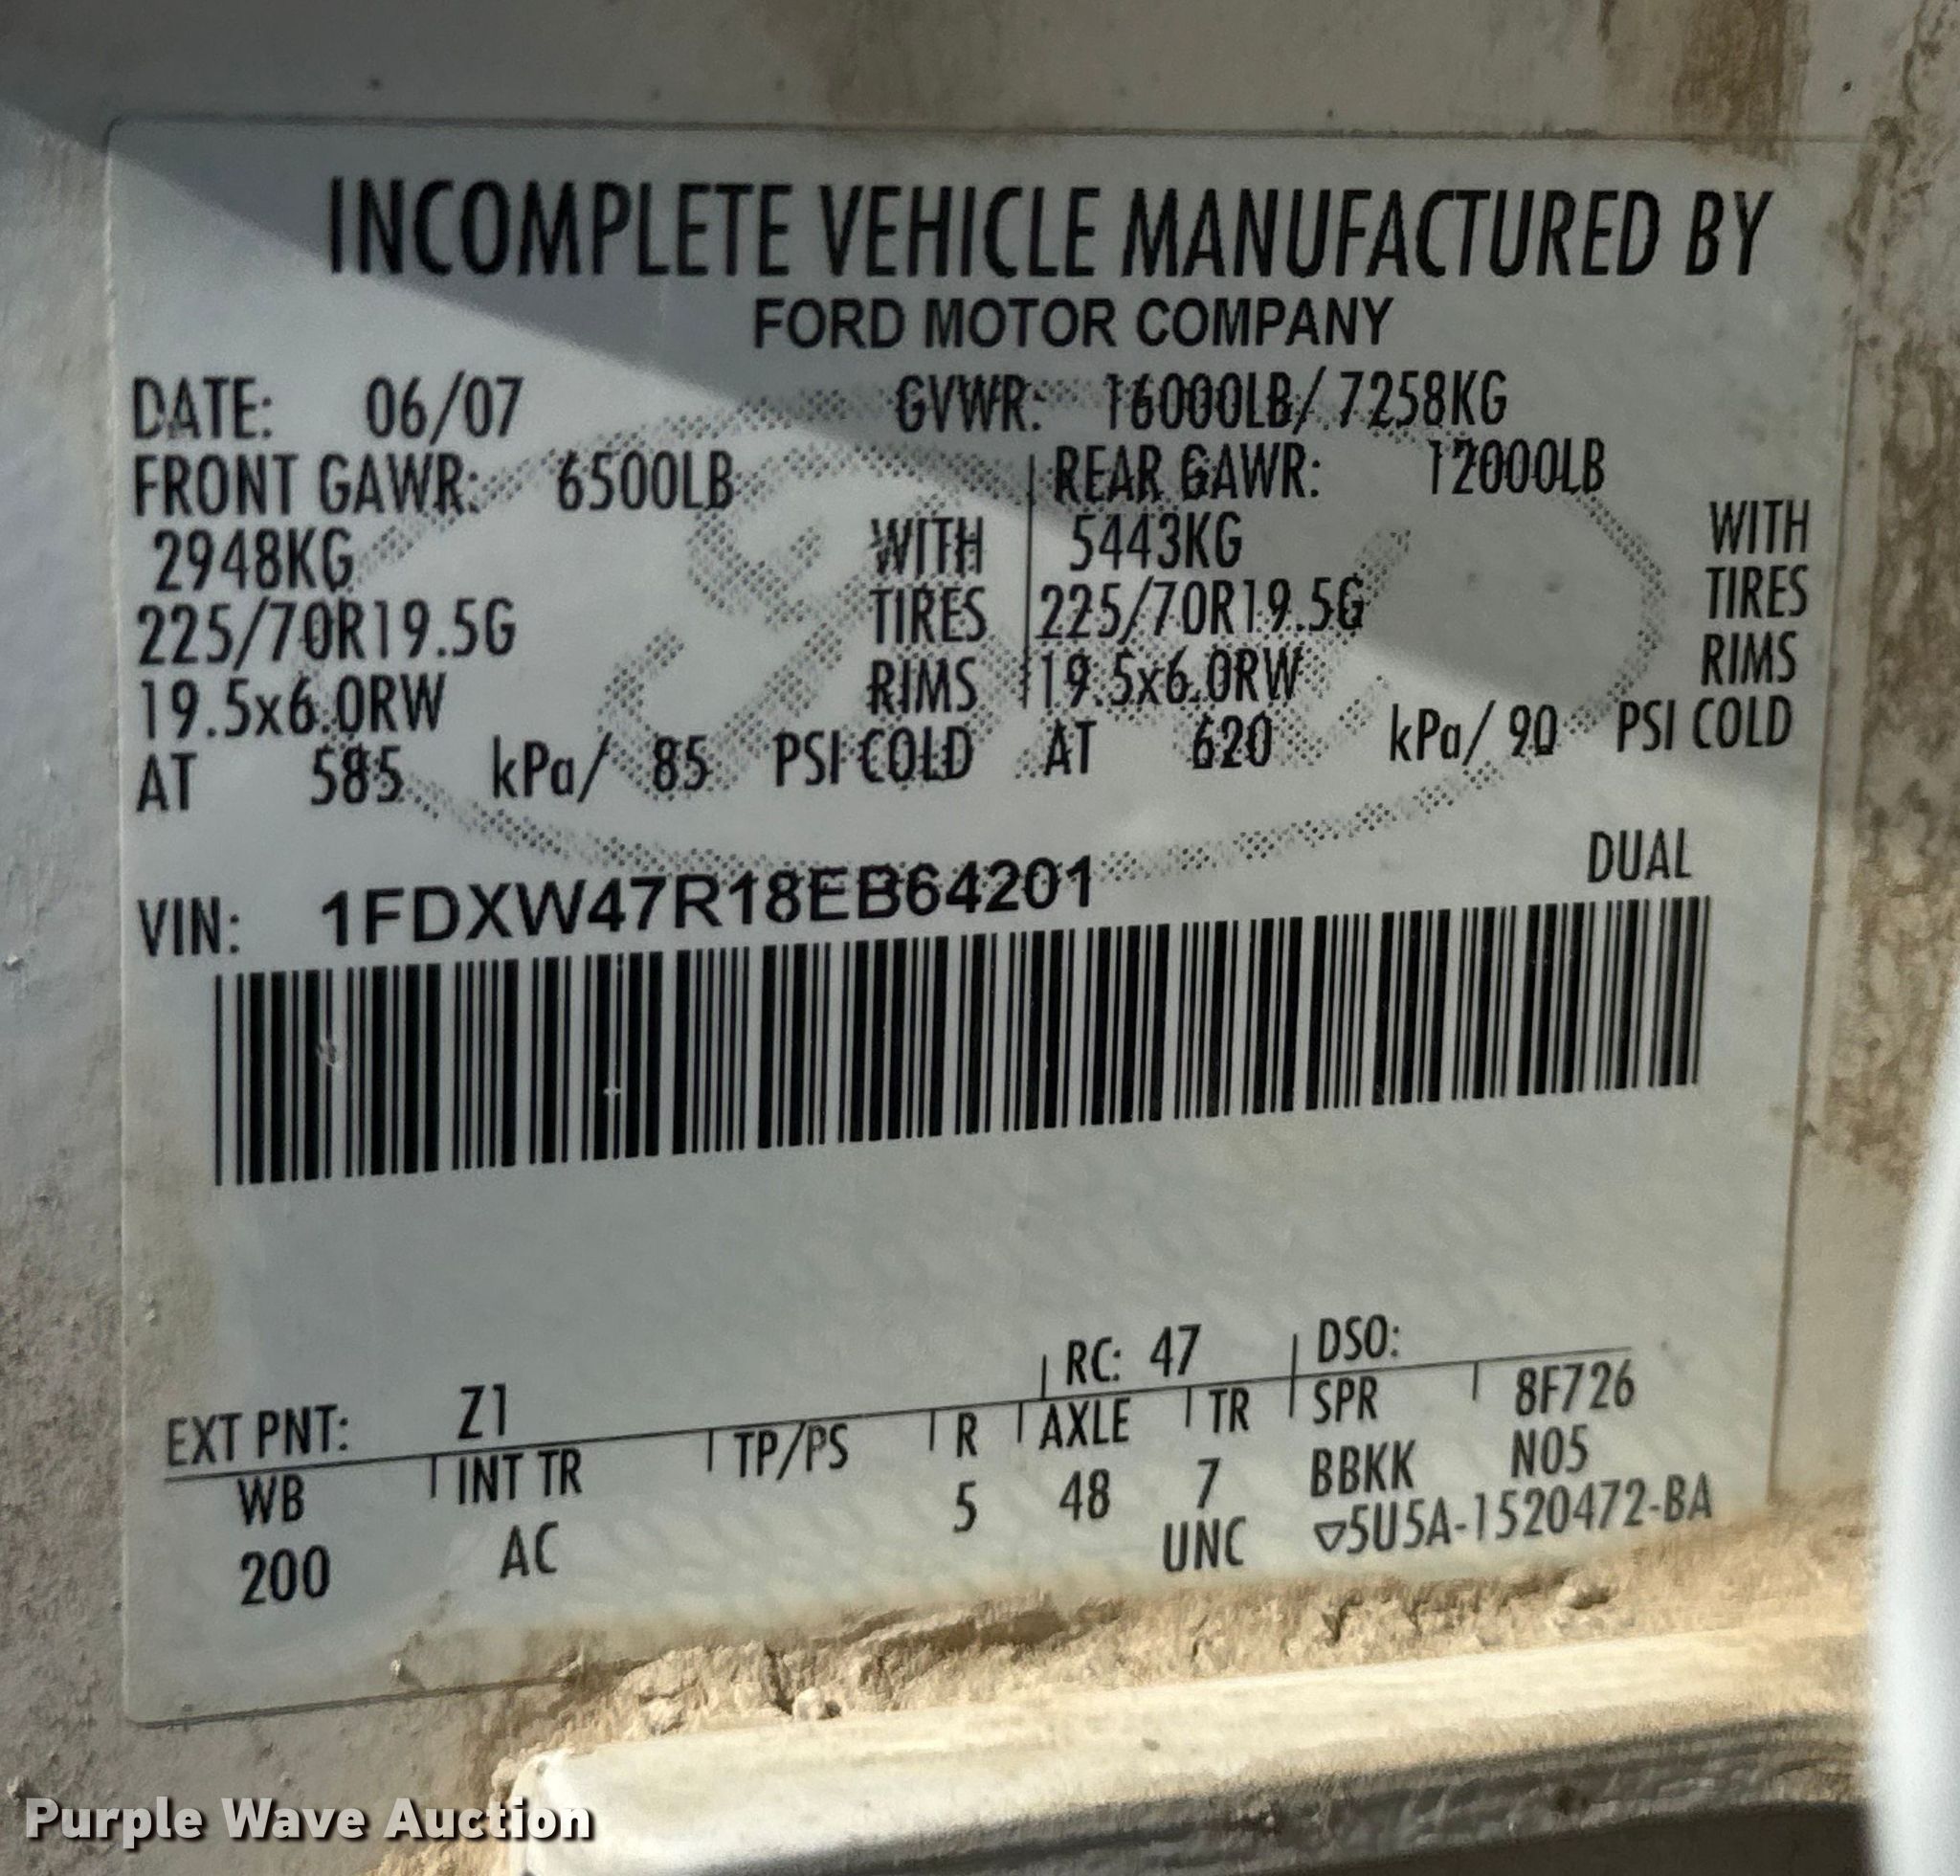 INCOMPLETE VEHICLE MANUFACTURED BY
FORD MOTOR COMPANY
DATE: 06/07 GVWR: 16000LB/ 7258KG
FRONT GAWR: 6500LB REAR GAWR: 12000LB
2948KG WITH 5443KG WITH
225/70R19.5G TIRES 225/70R19.5G TIRES
19.5x6.0RW RIMS 19.5x6.0RW RIMS
AT 585 kPa/ 85 PSI COLD AT 620 kPa/ 90 PSI COLD
VIN: 1FDXW47R18EB64201 DUAL
EXT PNT: Z1 RC: 47 DSO:
WB INT TR TP/PS R AXLE TR SPR 8F726
200 AC 5 48 7 BBKK N05
UNC ▽5U5A-1520472-BA
Purple Wave Auction